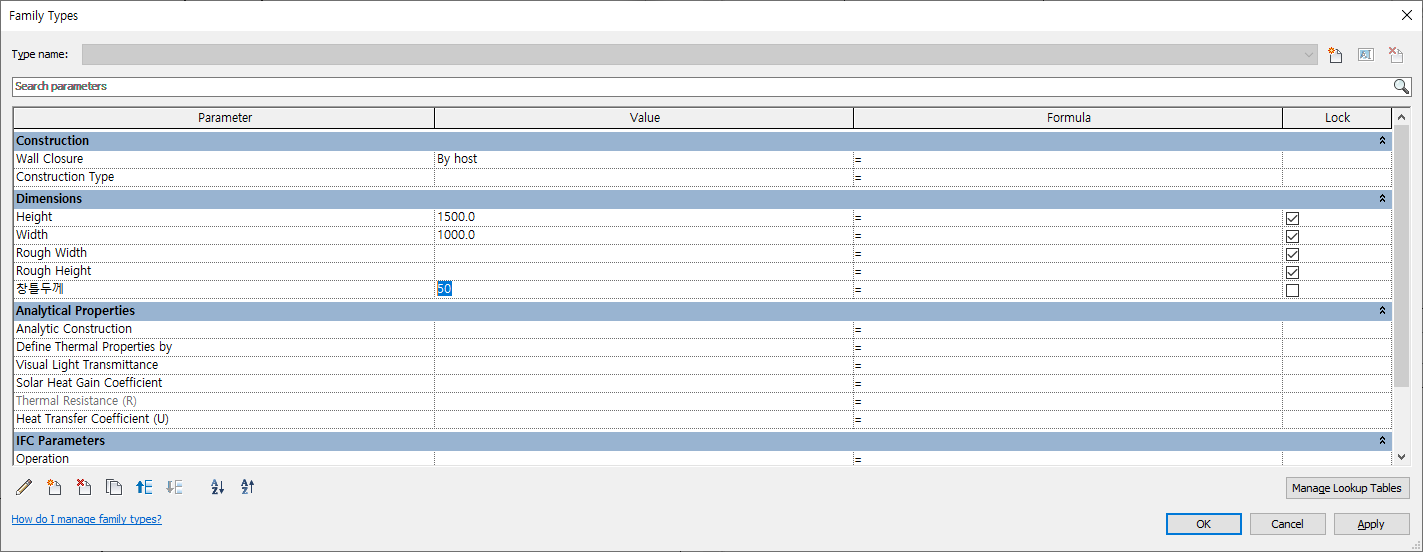 Family Types
Type name:
Search parameters
Parameter Value Formula Lock
Construction
Wall Closure By host =
Construction Type =
Dimensions
Height 1500.0 =
Width 1000.0 =
Rough Width =
Rough Height =
창틀두께 50 =
Analytical Properties
Analytic Construction =
Define Thermal Properties by =
Visual Light Transmittance =
Solar Heat Gain Coefficient =
Thermal Resistance (R) =
Heat Transfer Coefficient (U) =
IFC Parameters
Operation =
Manage Lookup Tables
How do I manage family types?
OK Cancel Apply